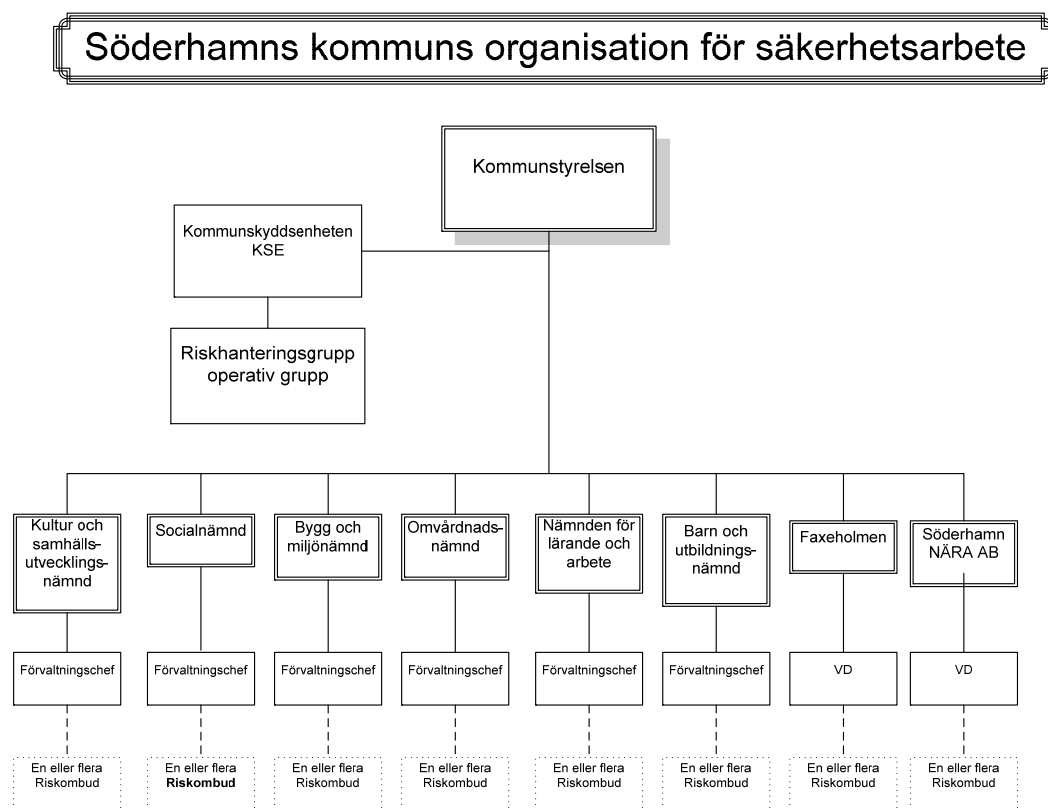 Söderhamns kommuns organisation för säkerhetsarbete
Kommunstyrelsen
Kommunskyddsenheten
KSE
Riskhanteringsgrupp
operativ grupp
Kultur och
samhälls-
utvecklings-
nämnd
Socialnämnd
Bygg och
miljönämnd
Omvårdnads-
nämnd
Nämnden för
lärande och
arbete
Barn och
utbildnings-
nämnd
Faxeholmen
Söderhamn
NÄRA AB
Förvaltningschef
Förvaltningschef
Förvaltningschef
Förvaltningschef
Förvaltningschef
Förvaltningschef
VD
VD
En eller flera
Riskombud
En eller flera
Riskombud
En eller flera
Riskombud
En eller flera
Riskombud
En eller flera
Riskombud
En eller flera
Riskombud
En eller flera
Riskombud
En eller flera
Riskombud